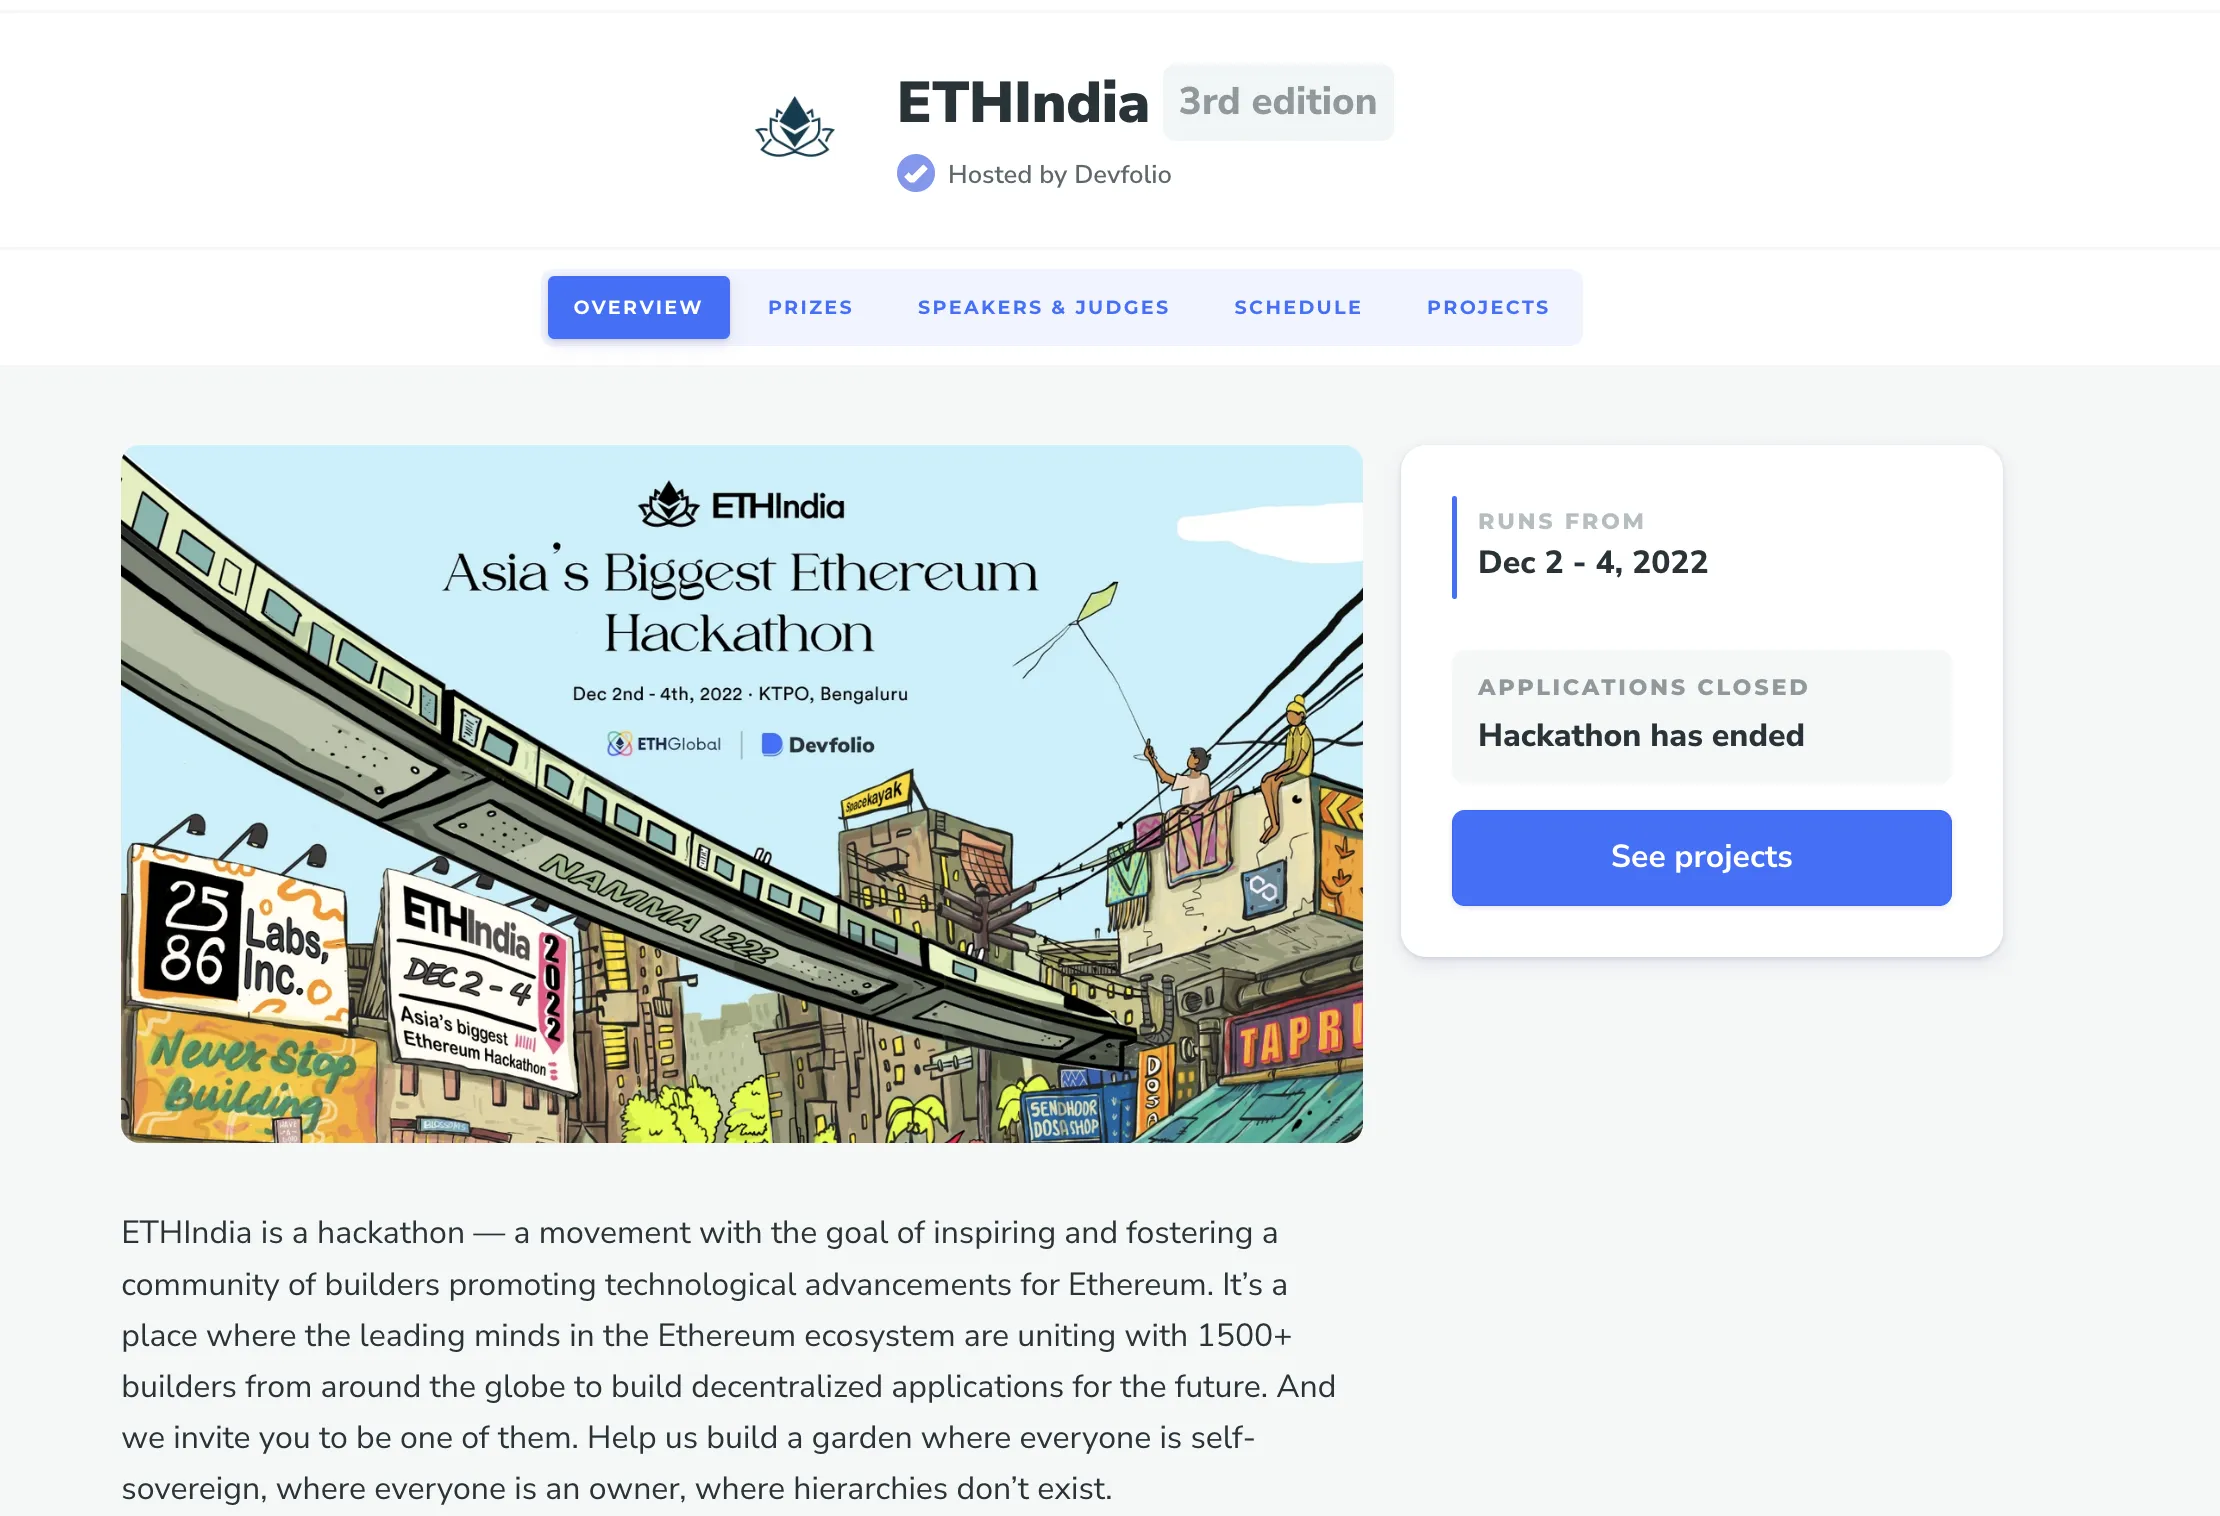 ETHIndia 3rd edition
Hosted by Devfolio
OVERVIEW PRIZES SPEAKERS & JUDGES SCHEDULE PROJECTS
ETHIndia
Asia's Biggest Ethereum
Hackathon
Dec 2nd - 4th, 2022 · KTPO, Bengaluru
ETHGlobal Devfolio
Spacekayak
NAMMA L222
25
86
Labs,
Inc.
Never Stop
Building
ETHIndia
DEC 2 - 4
2022
Asia's biggest
Ethereum Hackathon
BLOSSOMS
TAPRI
DOSA
SENDHOOR
DOSA SHOP
RUNS FROM
Dec 2 - 4, 2022
APPLICATIONS CLOSED
Hackathon has ended
See projects
ETHIndia is a hackathon — a movement with the goal of inspiring and fostering a
community of builders promoting technological advancements for Ethereum. It’s a
place where the leading minds in the Ethereum ecosystem are uniting with 1500+
builders from around the globe to build decentralized applications for the future. And
we invite you to be one of them. Help us build a garden where everyone is self-
sovereign, where everyone is an owner, where hierarchies don’t exist.